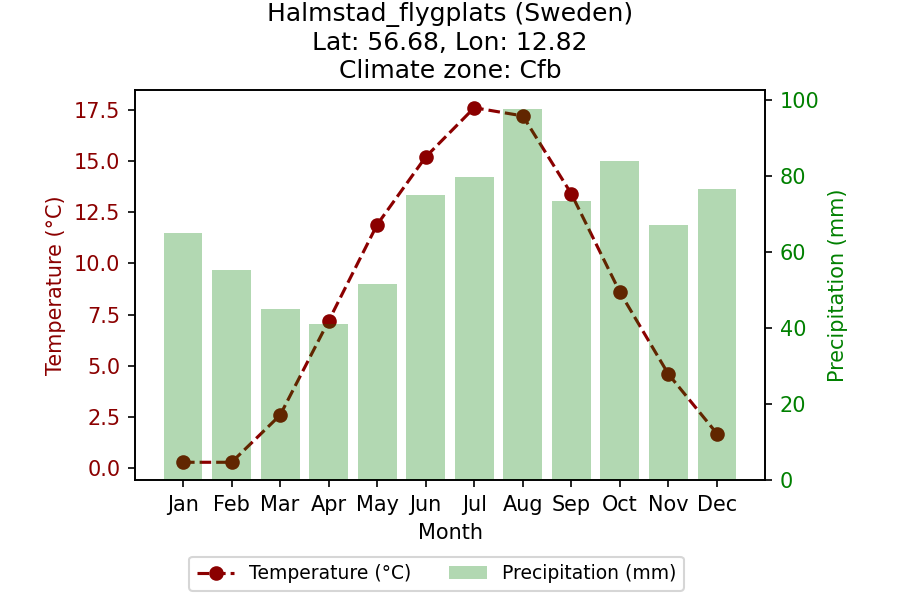 Halmstad_flygplats (Sweden)
Lat: 56.68, Lon: 12.82
Climate zone: Cfb
Temperature (°C)
17.5
15.0
12.5
10.0
7.5
5.0
2.5
0.0
100
80
60
40
20
0
Precipitation (mm)
Jan Feb Mar Apr May Jun Jul Aug Sep Oct Nov Dec
Month
Temperature (°C) Precipitation (mm)